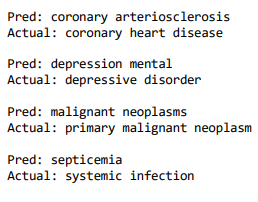 Pred: coronary arteriosclerosis
Actual: coronary heart disease
Pred: depression mental
Actual: depressive disorder
Pred: malignant neoplasms
Actual: primary malignant neoplasm
Pred: septicemia
Actual: systemic infection